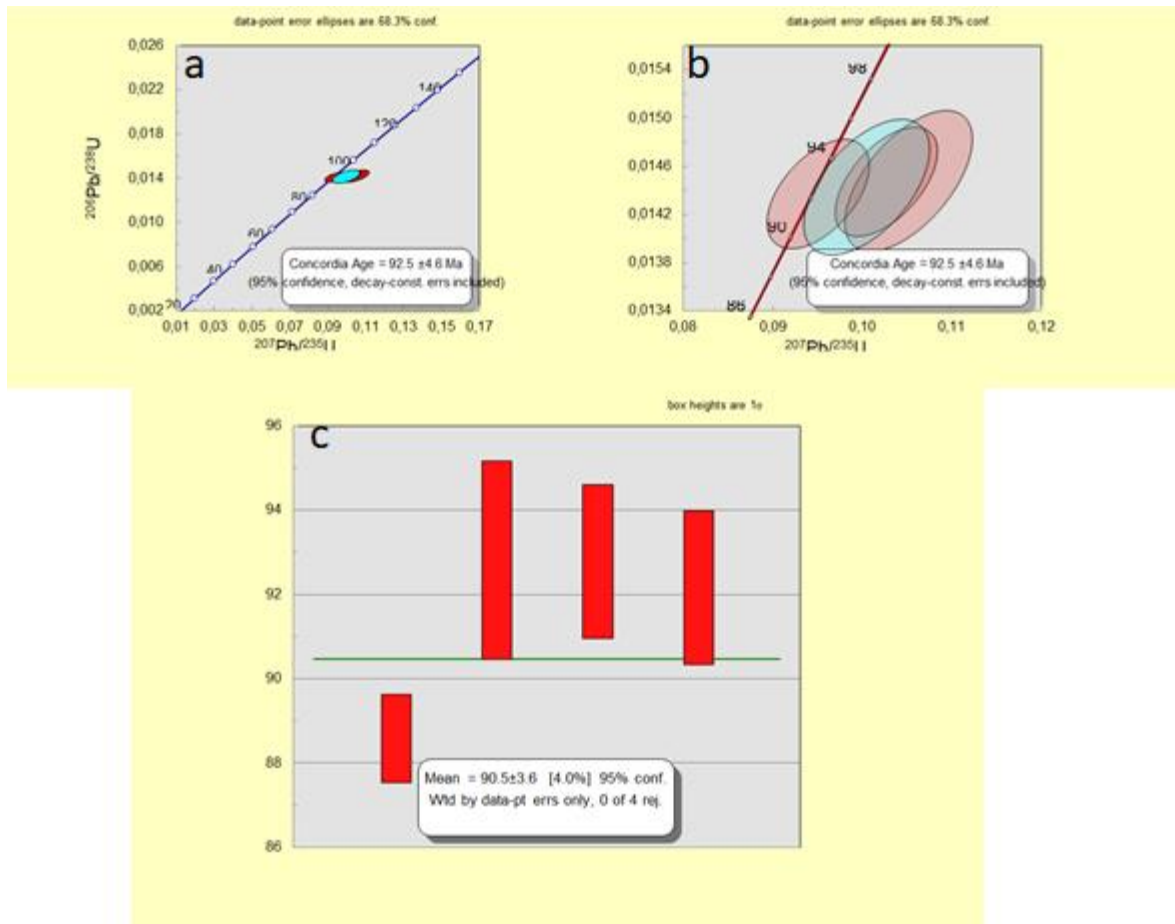 data-point error ellipses are 68.3% conf.
a
0,026
0,022
0,018
0,014
0,010
0,006
0,002
206Pb/238U
140
120
100
80
60
40
20
Concordia Age = 92.5 ±4.6 Ma
(95% confidence, decay-const. errs included)
0,01 0,03 0,05 0,07 0,09 0,11 0,13 0,15 0,17
207Pb/235U
data-point error ellipses are 68.3% conf.
b
0,0154
0,0150
0,0146
0,0142
0,0138
0,0134
98
94
90
86
Concordia Age = 92.5 ±4.6 Ma
(95% confidence, decay-const. errs included)
0,08 0,09 0,10 0,11 0,12
207Pb/235U
box heights are 1σ
c
96
94
92
90
88
86
Mean = 90.5±3.6 [4.0%] 95% conf.
Wtd by data-pt errs only, 0 of 4 rej.